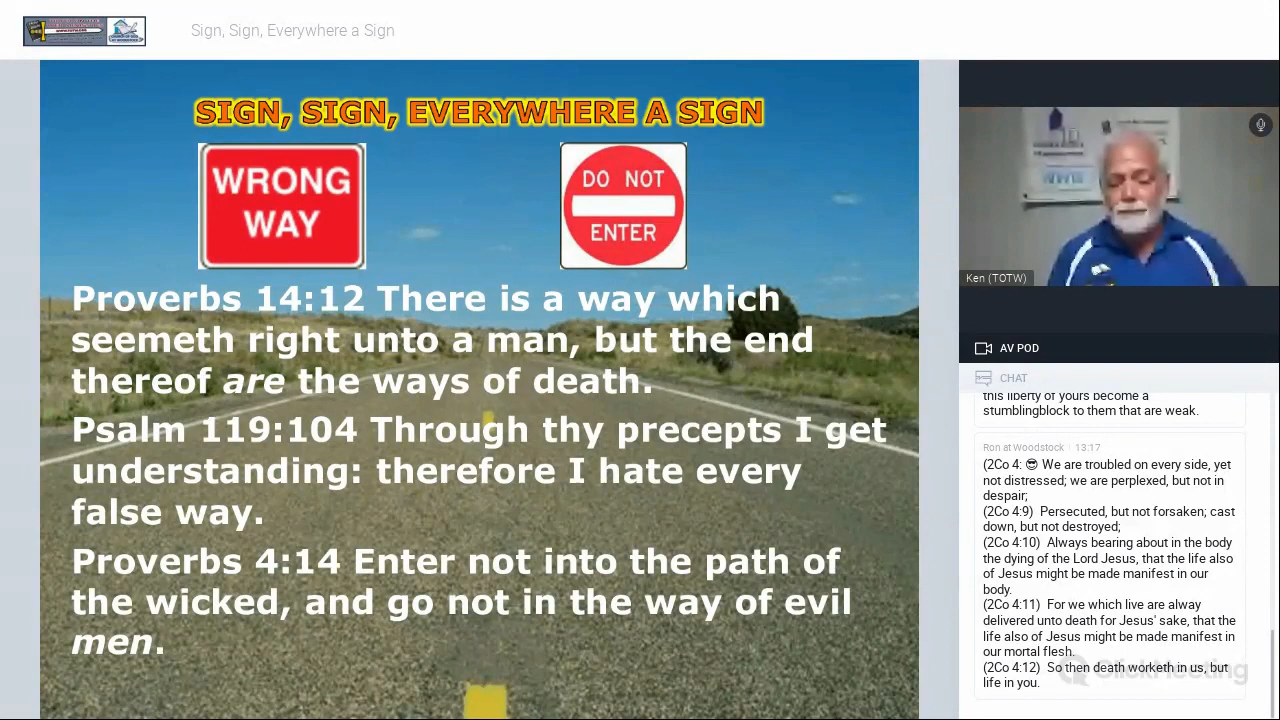 Sign, Sign, Everywhere a Sign
SIGN, SIGN, EVERYWHERE A SIGN
WRONG
WAY
DO NOT
ENTER
Proverbs 14:12 There is a way which
seemeth right unto a man, but the end
thereof are the ways of death.
Psalm 119:104 Through thy precepts I get
understanding: therefore I hate every
false way.
Proverbs 4:14 Enter not into the path of
the wicked, and go not in the way of evil
men.
Ken (TOTW)
AV POD
CHAT
this liberty of yours become a
stumblingblock to them that are weak.
Ron at Woodstock 13:17
(2Co 4: 😎 We are troubled on every side, yet
not distressed; we are perplexed, but not in
despair;
(2Co 4:9) Persecuted, but not forsaken; cast
down, but not destroyed;
(2Co 4:10) Always bearing about in the body
the dying of the Lord Jesus, that the life also
of Jesus might be made manifest in our
body.
(2Co 4:11) For we which live are alway
delivered unto death for Jesus' sake, that the
life also of Jesus might be made manifest in
our mortal flesh.
(2Co 4:12) So then death worketh in us, but
life in you.
ClickMeeting